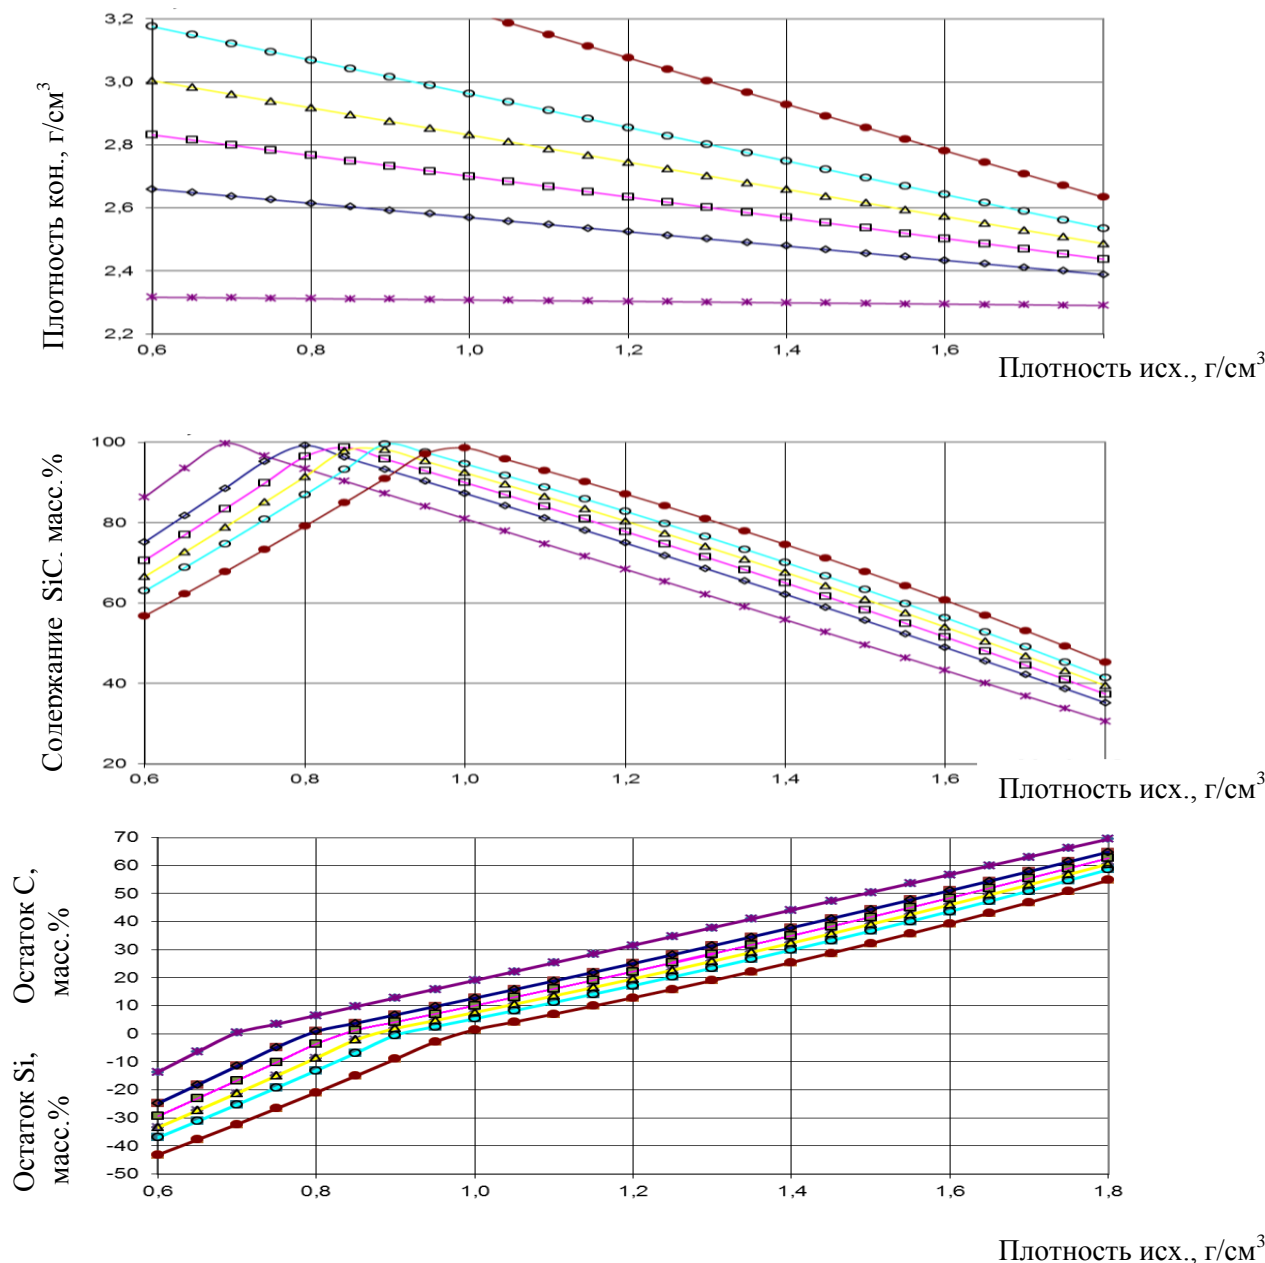 3,2
3,0
2,8
2,6
2,4
2,2
Плотность кон., г/см³
0,6 0,8 1,0 1,2 1,4 1,6
Плотность исх., г/см³
100
80
60
40
20
Содержание SiC. масс.%
0,6 0,8 1,0 1,2 1,4 1,6
Плотность исх., г/см³
70
60
50
40
30
20
10
0
-10
-20
-30
-40
-50
Остаток C,
масс.%
Остаток Si,
масс.%
0,6 0,8 1,0 1,2 1,4 1,6 1,8
Плотность исх., г/см³